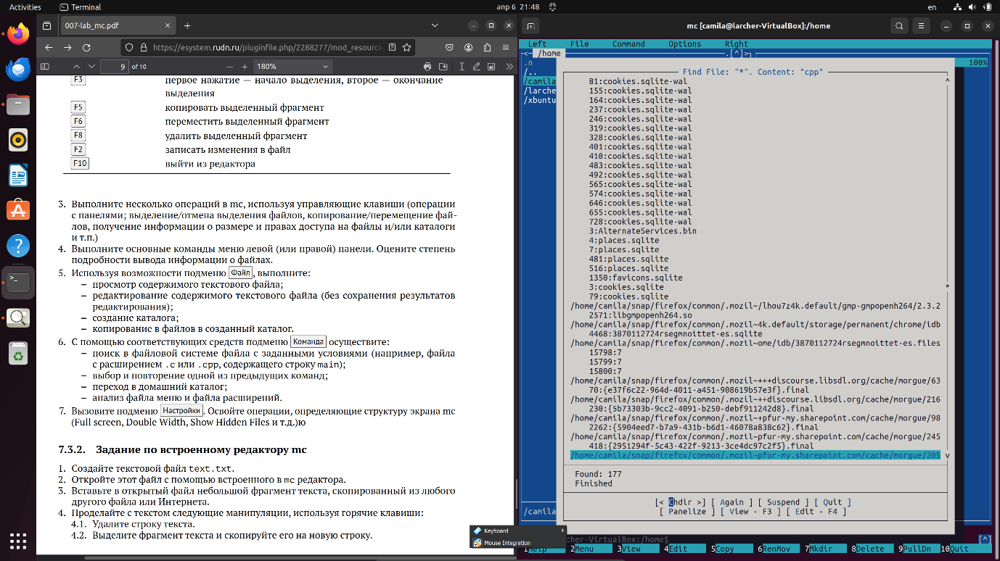 Activities
Terminal
апр 6 21:48
en
007-lab_mc.pdf
https://esystem.rudn.ru/pluginfile.php/2288277/mod_resource
9 of 10
180%
F3 первое нажатие — начало выделения, второе — окончание
выделения
F5 копировать выделенный фрагмент
F6 переместить выделенный фрагмент
F8 удалить выделенный фрагмент
F2 записать изменения в файл
F10 выйти из редактора
3. Выполните несколько операций в mc, используя управляющие клавиши (операции
с панелями; выделение/отмена выделения файлов, копирование/перемещение фай-
лов, получение информации о размере и правах доступа на файлы и/или каталоги
и т.п.)
4. Выполните основные команды меню левой (или правой) панели. Оцените степень
подробности вывода информации о файлах.
5. Используя возможности подменю Файл, выполните:
– просмотр содержимого текстового файла;
– редактирование содержимого текстового файла (без сохранения результатов
редактирования);
– создание каталога;
– копирование в файлов в созданный каталог.
6. С помощью соответствующих средств подменю Команда осуществите:
– поиск в файловой системе файла с заданными условиями (например, файла
с расширением .c или .cpp, содержащего строку main);
– выбор и повторение одной из предыдущих команд;
– переход в домашний каталог;
– анализ файла меню и файла расширений.
7. Вызовите подменю Настройки. Освойте операции, определяющие структуру экрана mc
(Full screen, Double Width, Show Hidden Files и т.д.)ю
7.3.2. Задание по встроенному редактору mc
1. Создайте текстовой файл text.txt.
2. Откройте этот файл с помощью встроенного в mc редактора.
3. Вставьте в открытый файл небольшой фрагмент текста, скопированный из любого
другого файла или Интернета.
4. Проделайте с текстом следующие манипуляции, используя горячие клавиши:
4.1. Удалите строку текста.
4.2. Выделите фрагмент текста и скопируйте его на новую строку.
Keyboard
Mouse Integration
mc [camila@larcher-VirtualBox]:/home
Left File Command Options Right
<— /home .[^]>
.n
/..
/camila
/larche
/xbuntu
100%
Find File: "*". Content: "cpp"
81:cookies.sqlite-wal
155:cookies.sqlite-wal
164:cookies.sqlite-wal
237:cookies.sqlite-wal
246:cookies.sqlite-wal
319:cookies.sqlite-wal
328:cookies.sqlite-wal
401:cookies.sqlite-wal
410:cookies.sqlite-wal
483:cookies.sqlite-wal
492:cookies.sqlite-wal
565:cookies.sqlite-wal
574:cookies.sqlite-wal
646:cookies.sqlite-wal
655:cookies.sqlite-wal
728:cookies.sqlite-wal
3:AlternateServices.bin
4:places.sqlite
7:places.sqlite
481:places.sqlite
516:places.sqlite
1350:favicons.sqlite
3:cookies.sqlite
79:cookies.sqlite
/home/camila/snap/firefox/common/.mozil~/lhou7z4k.default/gmp-gmpopenh264/2.3.2
2571:libgmpopenh264.so
/home/camila/snap/firefox/common/.mozil~4k.default/storage/permanent/chrome/idb
4468:3870112724rsegmnoittet-es.sqlite
/home/camila/snap/firefox/common/.mozil~ome/idb/3870112724rsegmnoittet-es.files
15798:7
15799:7
15800:7
/home/camila/snap/firefox/common/.mozil~+++discourse.libsdl.org/cache/morgue/63
70:{e37f6c22-964d-4011-a451-908619b57e3f}.final
/home/camila/snap/firefox/common/.mozil~++discourse.libsdl.org/cache/morgue/216
230:{5b73303b-9cc2-4091-b250-debf911242d8}.final
/home/camila/snap/firefox/common/.mozil~+pfur-my.sharepoint.com/cache/morgue/98
2262:{5904eed7-b7a9-431b-b6d1-46078a838c62}.final
/home/camila/snap/firefox/common/.mozil~pfur-my.sharepoint.com/cache/morgue/245
418:{2951294f-5c43-422f-9213-3ce4dc97c2f5}.final
/home/camila/snap/firefox/common/.mozil~pfur-my.sharepoint.com/cache/morgue/205
Found: 177
Finished
[< Chdir >] [ Again ] [ Suspend ] [ Quit ]
[ Panelize ] [ View - F3 ] [ Edit - F4 ]
/camila
cher-VirtualBox:/home$ [^]
1Help 2Menu 3View 4Edit 5Copy 6RenMov 7Mkdir 8Delete 9PullDn 10Quit